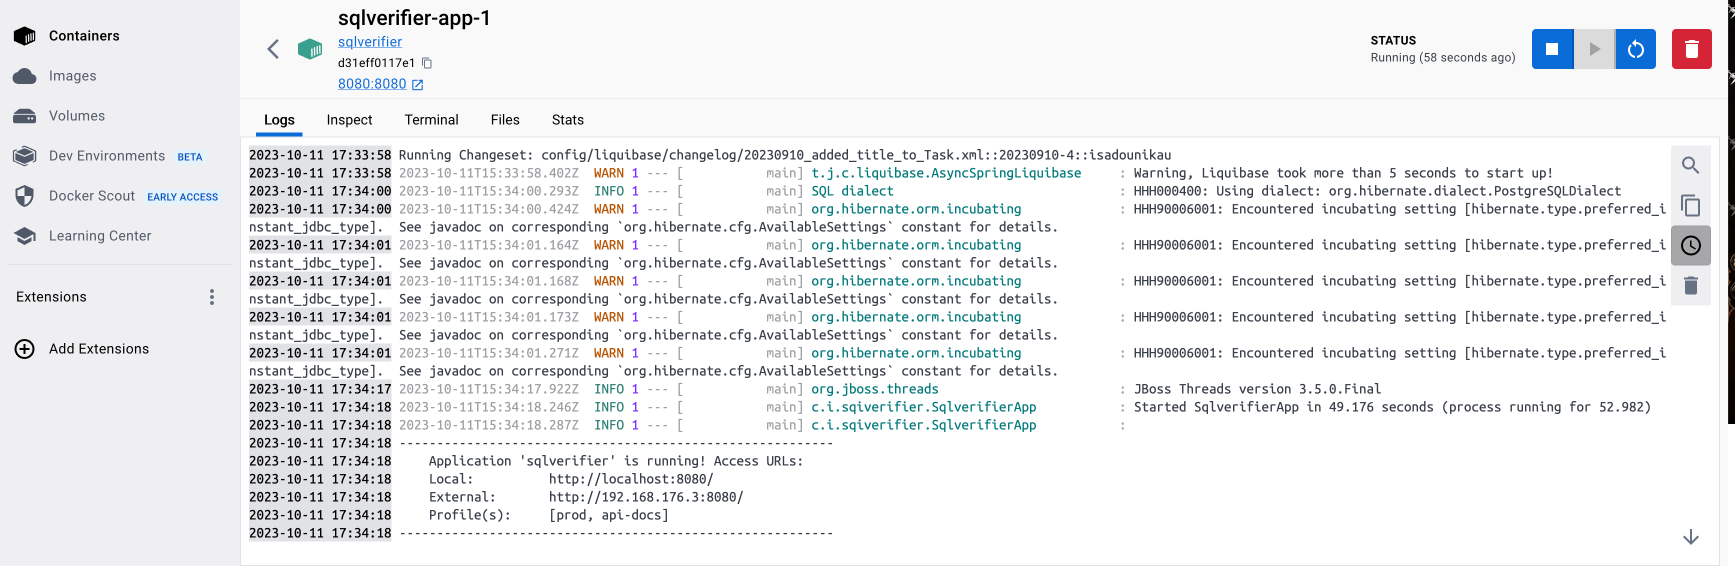 sqlverifier-app-1
sqlverifier
d31eff0117e1
8080:8080
STATUS
Running (58 seconds ago)
Containers
Images
Volumes
Dev Environments BETA
Docker Scout EARLY ACCESS
Learning Center
Extensions
Add Extensions
Logs Inspect Terminal Files Stats
2023-10-11 17:33:58 Running Changeset: config/liquibase/changelog/20230910_added_title_to_Task.xml::20230910-4::isadounikau
2023-10-11 17:33:58 2023-10-11T15:33:58.402Z  WARN 1 --- [           main] t.j.c.liquibase.AsyncSpringLiquibase     : Warning, Liquibase took more than 5 seconds to start up!
2023-10-11 17:34:00 2023-10-11T15:34:00.293Z  INFO 1 --- [           main] SQL dialect                              : HHH000400: Using dialect: org.hibernate.dialect.PostgreSQLDialect
2023-10-11 17:34:00 2023-10-11T15:34:00.424Z  WARN 1 --- [           main] org.hibernate.orm.incubating             : HHH90006001: Encountered incubating setting [hibernate.type.preferred_i
nstant_jdbc_type].  See javadoc on corresponding `org.hibernate.cfg.AvailableSettings` constant for details.
2023-10-11 17:34:01 2023-10-11T15:34:01.164Z  WARN 1 --- [           main] org.hibernate.orm.incubating             : HHH90006001: Encountered incubating setting [hibernate.type.preferred_i
nstant_jdbc_type].  See javadoc on corresponding `org.hibernate.cfg.AvailableSettings` constant for details.
2023-10-11 17:34:01 2023-10-11T15:34:01.168Z  WARN 1 --- [           main] org.hibernate.orm.incubating             : HHH90006001: Encountered incubating setting [hibernate.type.preferred_i
nstant_jdbc_type].  See javadoc on corresponding `org.hibernate.cfg.AvailableSettings` constant for details.
2023-10-11 17:34:01 2023-10-11T15:34:01.173Z  WARN 1 --- [           main] org.hibernate.orm.incubating             : HHH90006001: Encountered incubating setting [hibernate.type.preferred_i
nstant_jdbc_type].  See javadoc on corresponding `org.hibernate.cfg.AvailableSettings` constant for details.
2023-10-11 17:34:01 2023-10-11T15:34:01.271Z  WARN 1 --- [           main] org.hibernate.orm.incubating             : HHH90006001: Encountered incubating setting [hibernate.type.preferred_i
nstant_jdbc_type].  See javadoc on corresponding `org.hibernate.cfg.AvailableSettings` constant for details.
2023-10-11 17:34:17 2023-10-11T15:34:17.922Z  INFO 1 --- [           main] org.jboss.threads                        : JBoss Threads version 3.5.0.Final
2023-10-11 17:34:18 2023-10-11T15:34:18.246Z  INFO 1 --- [           main] c.i.sqiverifier.SqlverifierApp           : Started SqlverifierApp in 49.176 seconds (process running for 52.982)
2023-10-11 17:34:18 2023-10-11T15:34:18.287Z  INFO 1 --- [           main] c.i.sqiverifier.SqlverifierApp           :
2023-10-11 17:34:18 ----------------------------------------------------------
2023-10-11 17:34:18     Application 'sqlverifier' is running! Access URLs:
2023-10-11 17:34:18     Local:          http://localhost:8080/
2023-10-11 17:34:18     External:       http://192.168.176.3:8080/
2023-10-11 17:34:18     Profile(s):     [prod, api-docs]
2023-10-11 17:34:18 ----------------------------------------------------------